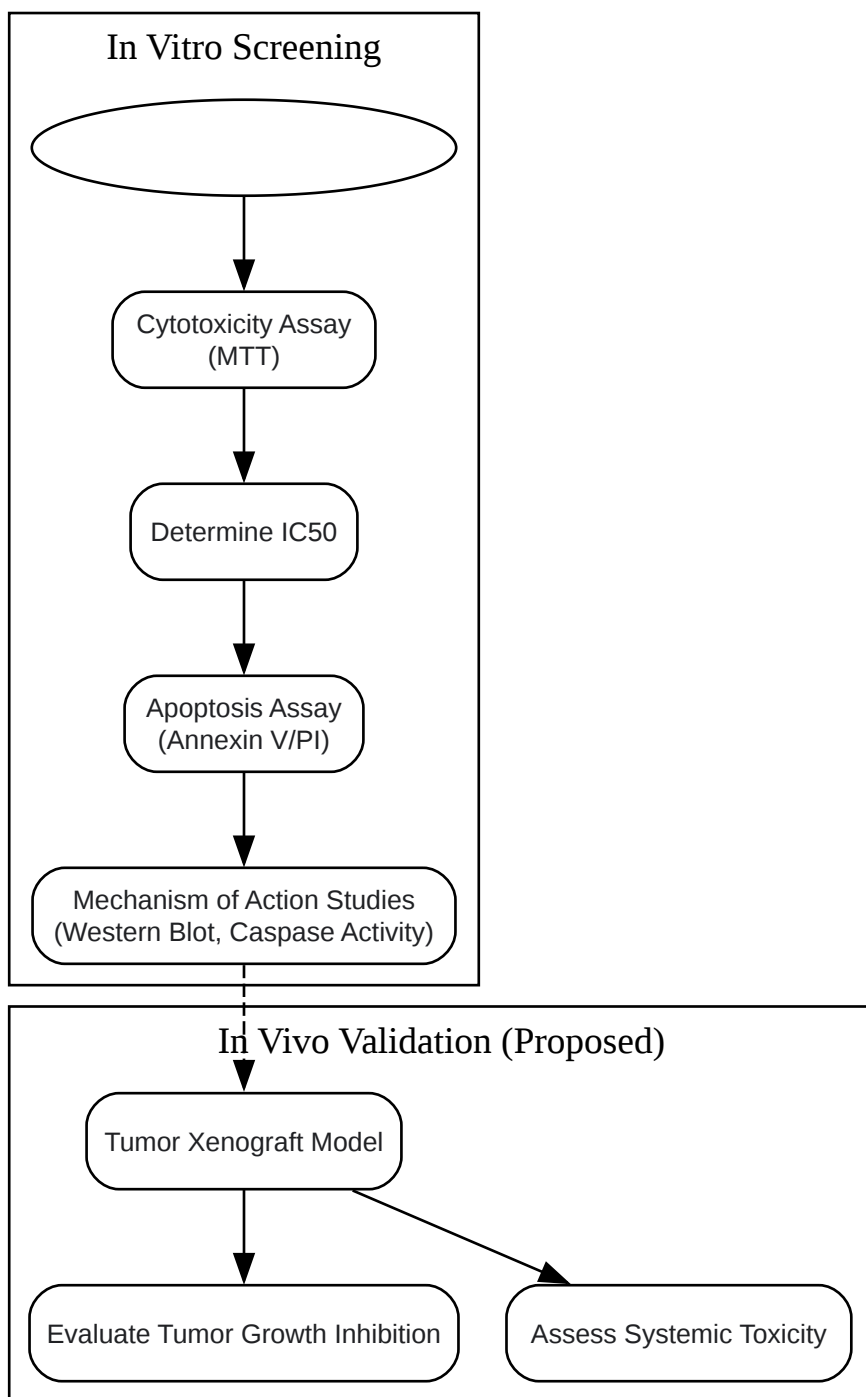 In Vitro Screening
Cytotoxicity Assay
(MTT)
Determine IC50
Apoptosis Assay
(Annexin V/PI)
Mechanism of Action Studies
(Western Blot, Caspase Activity)
In Vivo Validation (Proposed)
Tumor Xenograft Model
Evaluate Tumor Growth Inhibition
Assess Systemic Toxicity